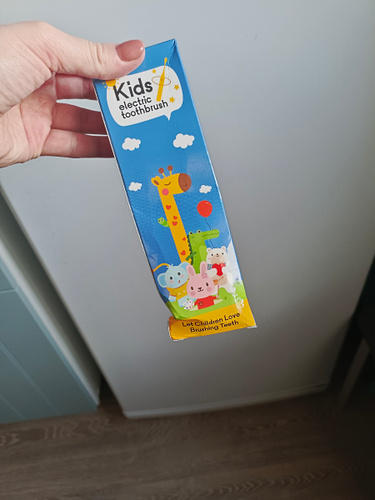 Kids
electric
toothbrush
Let Children Love
Brushing Teeth